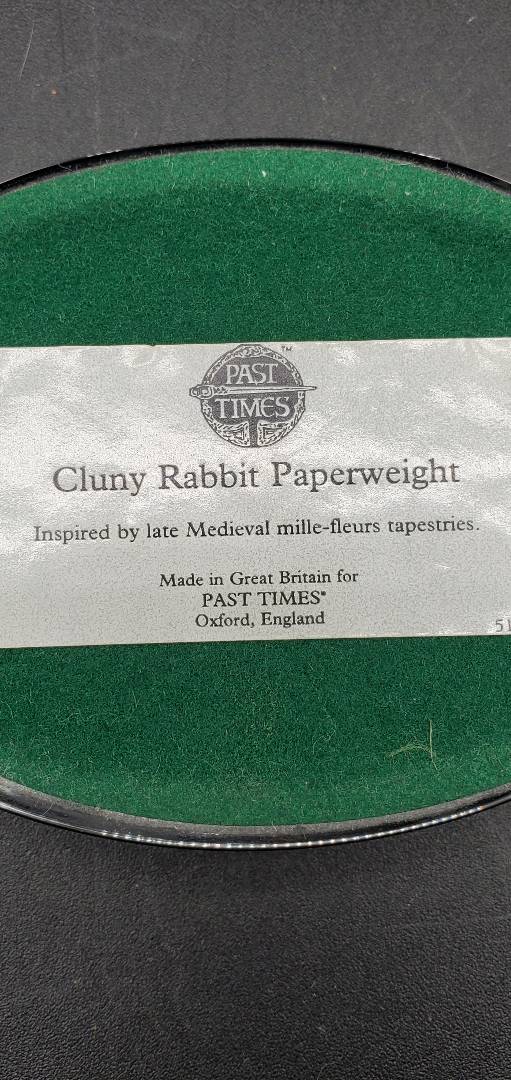 PAST TIMES™
Cluny Rabbit Paperweight
Inspired by late Medieval mille-fleurs tapestries.
Made in Great Britain for
PAST TIMES®
Oxford, England